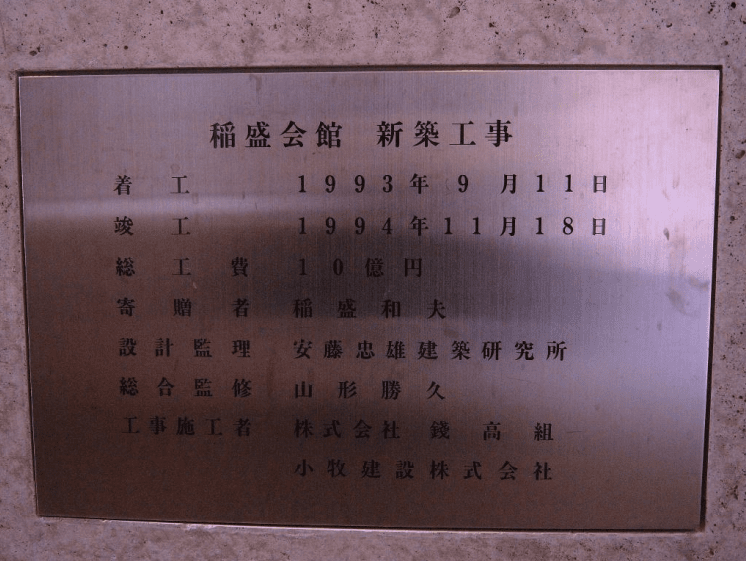 稲盛会館 新築工事
着工 1993年9月11日
竣工 1994年11月18日
総工費 10億円
寄贈者 稲盛和夫
設計監理 安藤忠雄建築研究所
総合監修 山形勝久
工事施工者 株式会社 錢高組
小牧建設株式会社